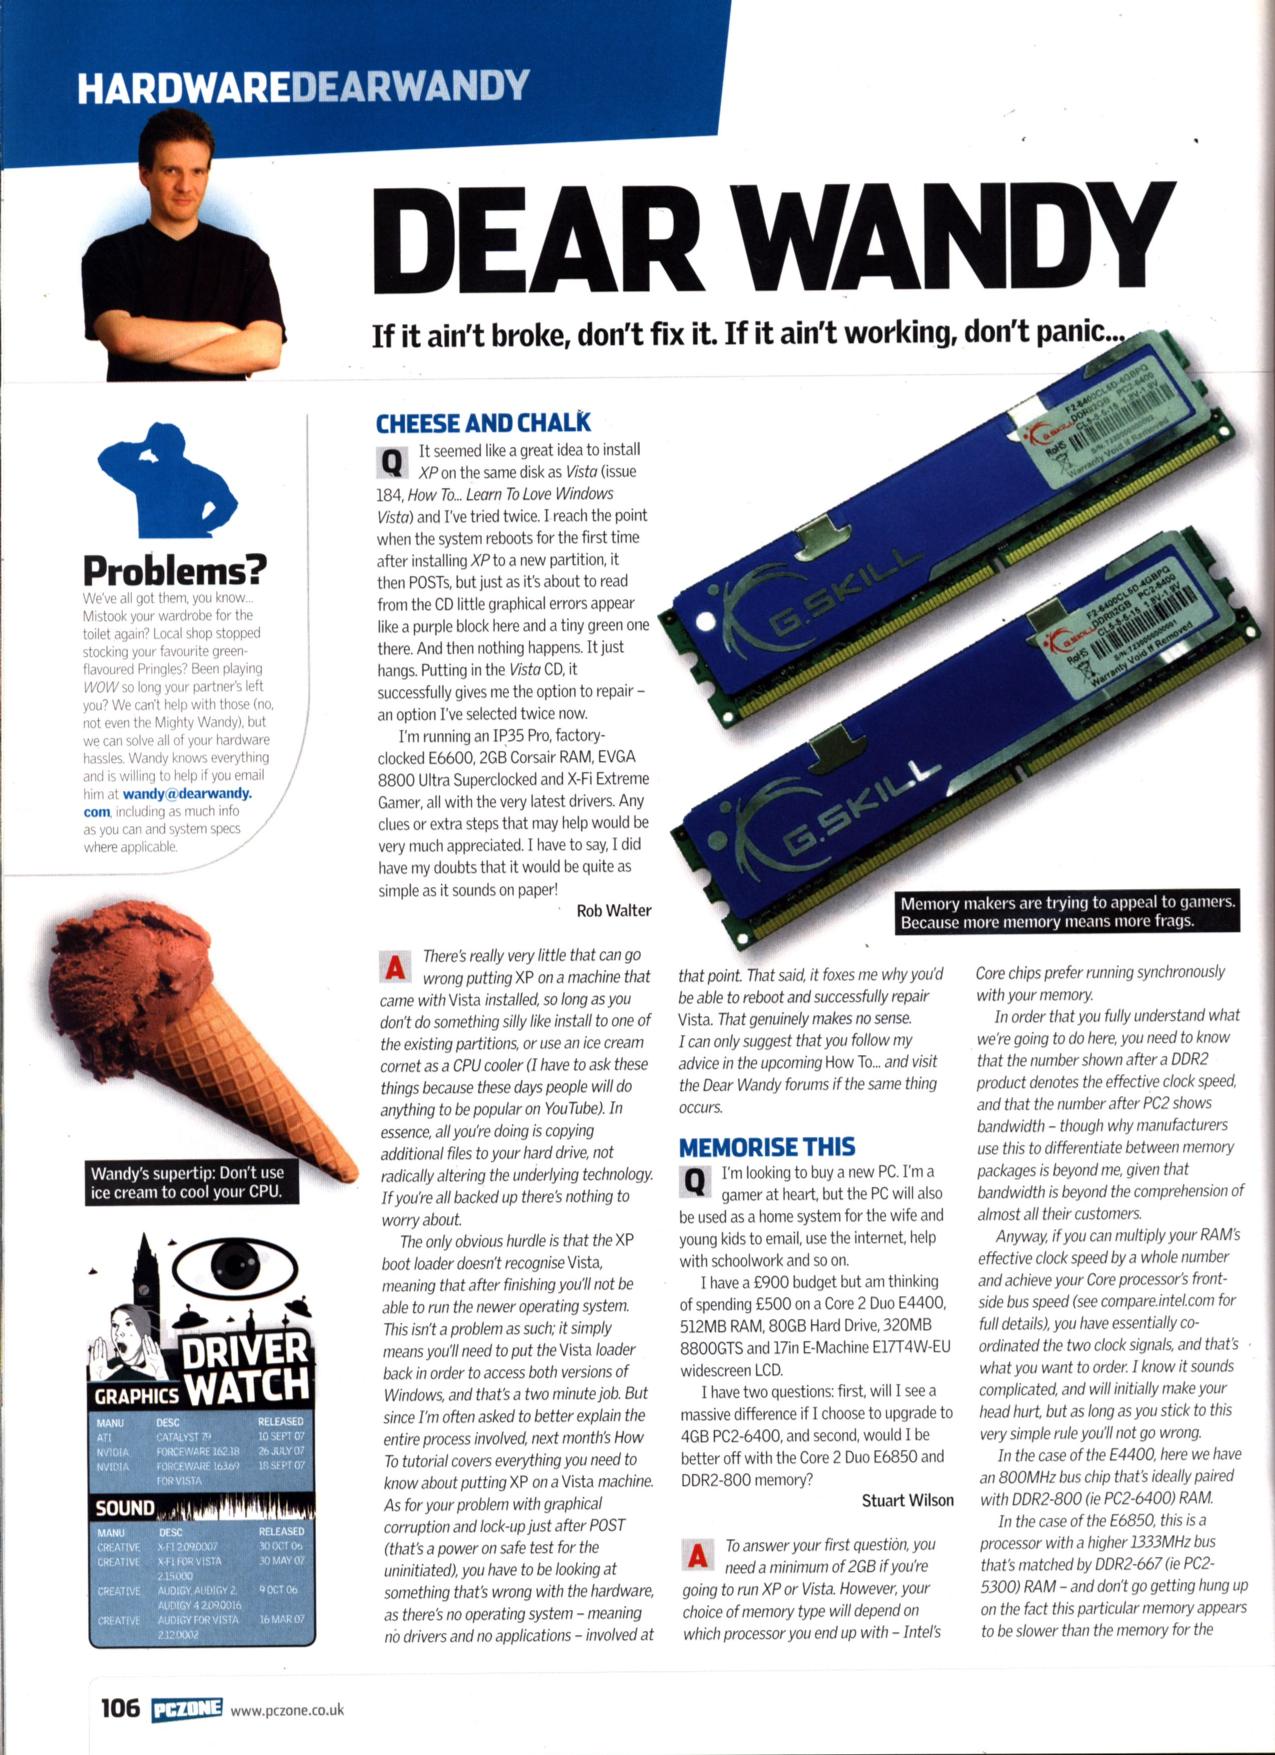 HARDWAREDEARWANDY
DEAR WANDY
If it ain't broke, don't fix it. If it ain't working, don't panic...
Problems?
We've all got them, you know...
Mistook your wardrobe for the
toilet again? Local shop stopped
stocking your favourite green-
flavoured Pringles? Been playing
WOW so long your partner's left
you? We can't help with those (no,
not even the Mighty Wandy), but
we can solve all of your hardware
hassles. Wandy knows everything
and is willing to help if you email
him at wandy@dearwandy.
com, including as much info
as you can and system specs
where applicable.
Wandy's supertip: Don't use
ice cream to cool your CPU.
DRIVER
GRAPHICS WATCH
MANU DESC RELEASED
ATI CATALYST 7.9 10 SEPT 07
NVIDIA FORCEWARE 162.18 26 JULY 07
NVIDIA FORCEWARE 163.69 18 SEPT 07
FOR VISTA
SOUND
MANU DESC RELEASED
CREATIVE X-FI 2.09.0007 30 OCT 06
CREATIVE X-FI FOR VISTA 30 MAY 07
2.15.000
CREATIVE AUDIGY, AUDIGY 2, 9 OCT 06
AUDIGY 4 2.09.0016
CREATIVE AUDIGY FOR VISTA 16 MAR 07
2.12.0002
CHEESE AND CHALK
Q It seemed like a great idea to install
XP on the same disk as Vista (issue
184, How To... Learn To Love Windows
Vista) and I've tried twice. I reach the point
when the system reboots for the first time
after installing XP to a new partition, it
then POSTs, but just as it's about to read
from the CD little graphical errors appear
like a purple block here and a tiny green one
there. And then nothing happens. It just
hangs. Putting in the Vista CD, it
successfully gives me the option to repair –
an option I've selected twice now.
I'm running an IP35 Pro, factory-
clocked E6600, 2GB Corsair RAM, EVGA
8800 Ultra Superclocked and X-Fi Extreme
Gamer, all with the very latest drivers. Any
clues or extra steps that may help would be
very much appreciated. I have to say, I did
have my doubts that it would be quite as
simple as it sounds on paper!
Rob Walter
A There's really very little that can go
wrong putting XP on a machine that
came with Vista installed, so long as you
don't do something silly like install to one of
the existing partitions, or use an ice cream
cornet as a CPU cooler (I have to ask these
things because these days people will do
anything to be popular on YouTube). In
essence, all you're doing is copying
additional files to your hard drive, not
radically altering the underlying technology.
If you're all backed up there's nothing to
worry about.
The only obvious hurdle is that the XP
boot loader doesn't recognise Vista,
meaning that after finishing you'll not be
able to run the newer operating system.
This isn't a problem as such; it simply
means you'll need to put the Vista loader
back in order to access both versions of
Windows, and that's a two minute job. But
since I'm often asked to better explain the
entire process involved, next month's How
To tutorial covers everything you need to
know about putting XP on a Vista machine.
As for your problem with graphical
corruption and lock-up just after POST
(that's a power on safe test for the
uninitiated), you have to be looking at
something that's wrong with the hardware,
as there's no operating system – meaning
no drivers and no applications – involved at
G.SKILL
F2-6400CL5D-4GBPQ
DDR2 2GB PC2-6400
CL5-5-5-15 1.7V-1.9V
G.SKILL
RoHS
Warranty Void If Removed
G.SKILL
F2-6400CL5D-4GBPQ
DDR2 2GB PC2-6400
CL5-5-5-15 1.7V-1.9V
G.SKILL
RoHS
Warranty Void If Removed
Memory makers are trying to appeal to gamers.
Because more memory means more frags.
that point. That said, it foxes me why you'd
be able to reboot and successfully repair
Vista. That genuinely makes no sense.
I can only suggest that you follow my
advice in the upcoming How To... and visit
the Dear Wandy forums if the same thing
occurs.
MEMORISE THIS
Q I'm looking to buy a new PC. I'm a
gamer at heart, but the PC will also
be used as a home system for the wife and
young kids to email, use the internet, help
with schoolwork and so on.
I have a £900 budget but am thinking
of spending £500 on a Core 2 Duo E4400,
512MB RAM, 80GB Hard Drive, 320MB
8800GTS and 17in E-Machine E17T4W-EU
widescreen LCD.
I have two questions: first, will I see a
massive difference if I choose to upgrade to
4GB PC2-6400, and second, would I be
better off with the Core 2 Duo E6850 and
DDR2-800 memory?
Stuart Wilson
A To answer your first question, you
need a minimum of 2GB if you're
going to run XP or Vista. However, your
choice of memory type will depend on
which processor you end up with – Intel's
Core chips prefer running synchronously
with your memory.
In order that you fully understand what
we're going to do here, you need to know
that the number shown after a DDR2
product denotes the effective clock speed,
and that the number after PC2 shows
bandwidth – though why manufacturers
use this to differentiate between memory
packages is beyond me, given that
bandwidth is beyond the comprehension of
almost all their customers.
Anyway, if you can multiply your RAM's
effective clock speed by a whole number
and achieve your Core processor's front-
side bus speed (see compare.intel.com for
full details), you have essentially co-
ordinated the two clock signals, and that's
what you want to order. I know it sounds
complicated, and will initially make your
head hurt, but as long as you stick to this
very simple rule you'll not go wrong.
In the case of the E4400, here we have
an 800MHz bus chip that's ideally paired
with DDR2-800 (ie PC2-6400) RAM.
In the case of the E6850, this is a
processor with a higher 1333MHz bus
that's matched by DDR2-667 (ie PC2-
5300) RAM – and don't go getting hung up
on the fact this particular memory appears
to be slower than the memory for the
106 PCZONE www.pczone.co.uk